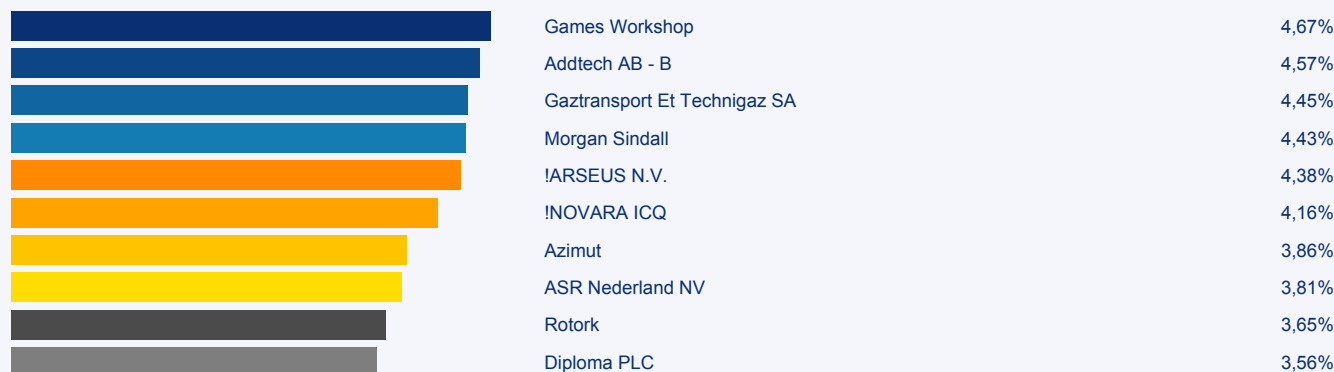 Games Workshop 4,67%
Addtech AB - B 4,57%
Gaztransport Et Technigaz SA 4,45%
Morgan Sindall 4,43%
!ARSEUS N.V. 4,38%
!NOVARA ICQ 4,16%
Azimut 3,86%
ASR Nederland NV 3,81%
Rotork 3,65%
Diploma PLC 3,56%